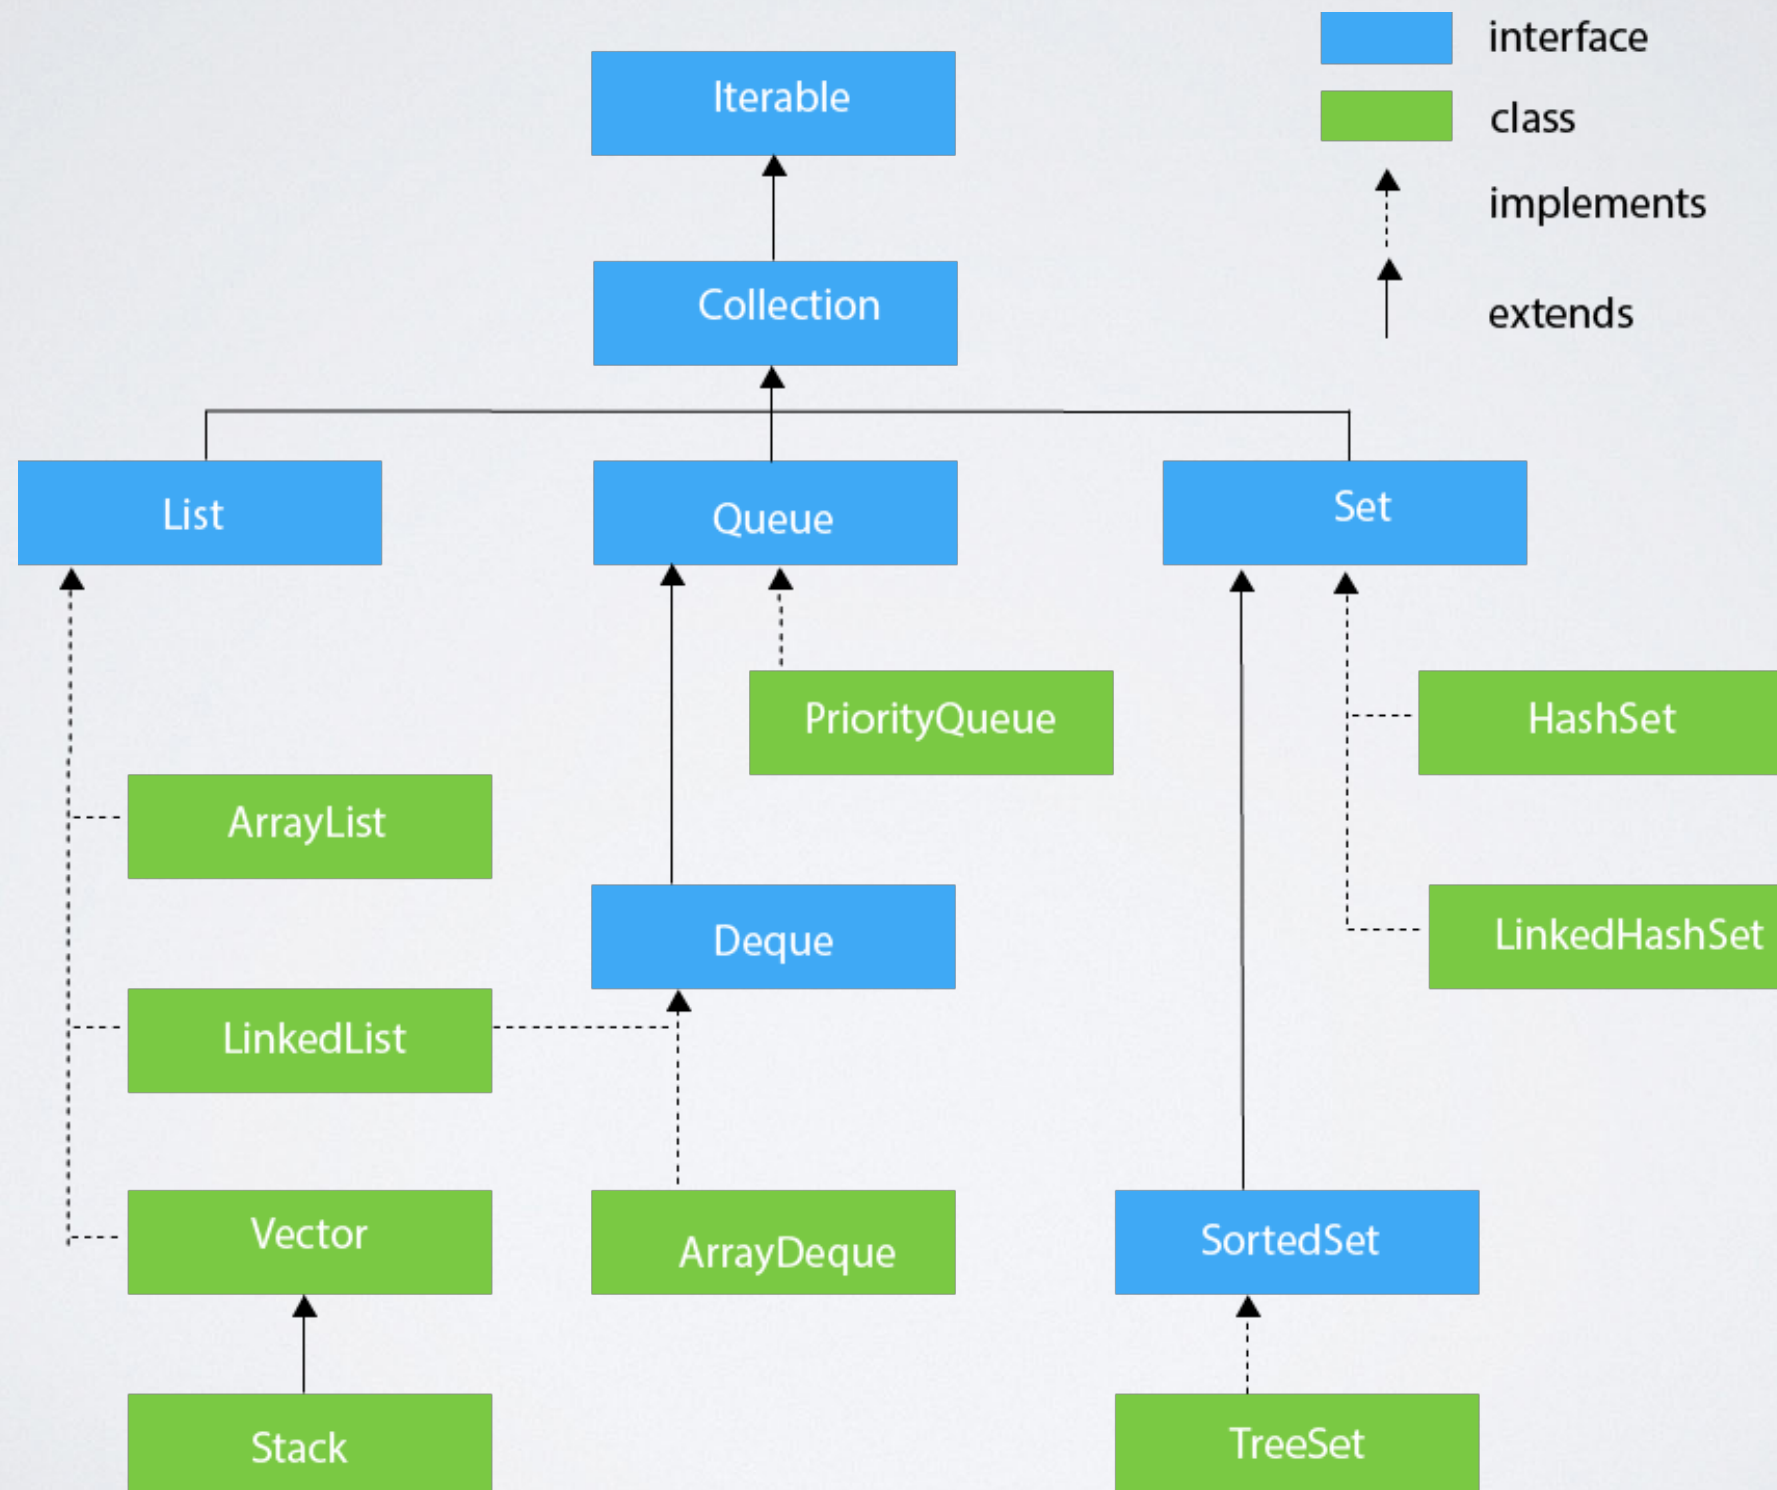 interface
Iterable
class
implements
Collection
extends
List
Queue
Set
PriorityQueue
HashSet
ArrayList
Deque
LinkedHashSet
LinkedList
Vector
ArrayDeque
SortedSet
Stack
TreeSet